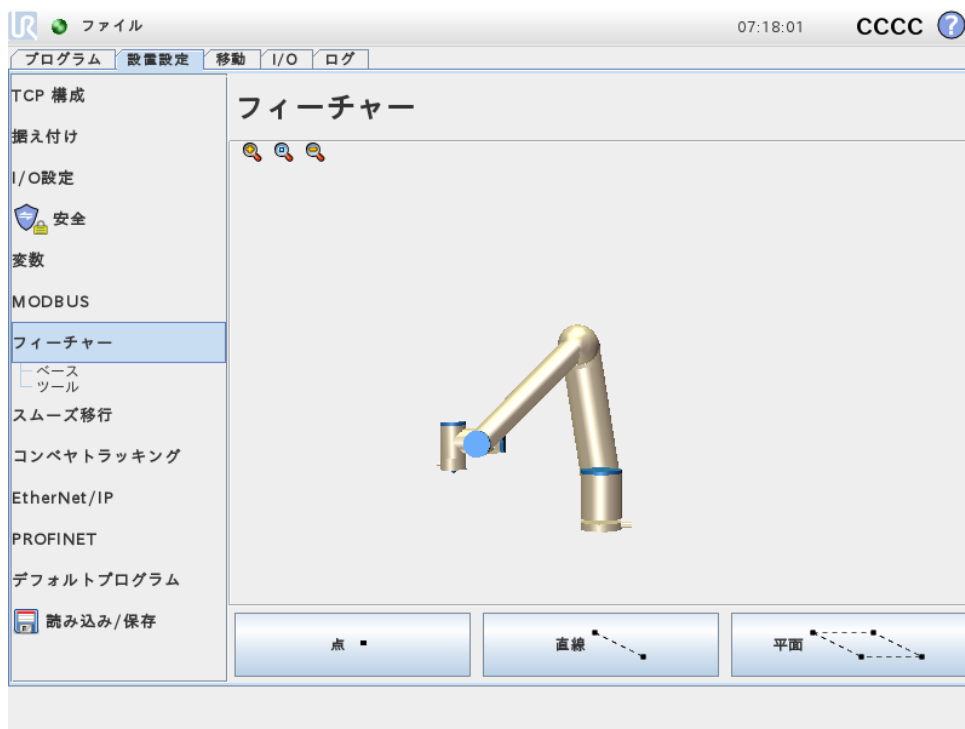 UR ファイル 07:18:01 CCCC ?
プログラム 設置設定 移動 I/O ログ
TCP 構成
据え付け
I/O設定
安全
変数
MODBUS
フィーチャー
ベース
ツール
スムーズ移行
コンベヤトラッキング
EtherNet/IP
PROFINET
デフォルトプログラム
読み込み/保存
フィーチャー
点 直線 平面